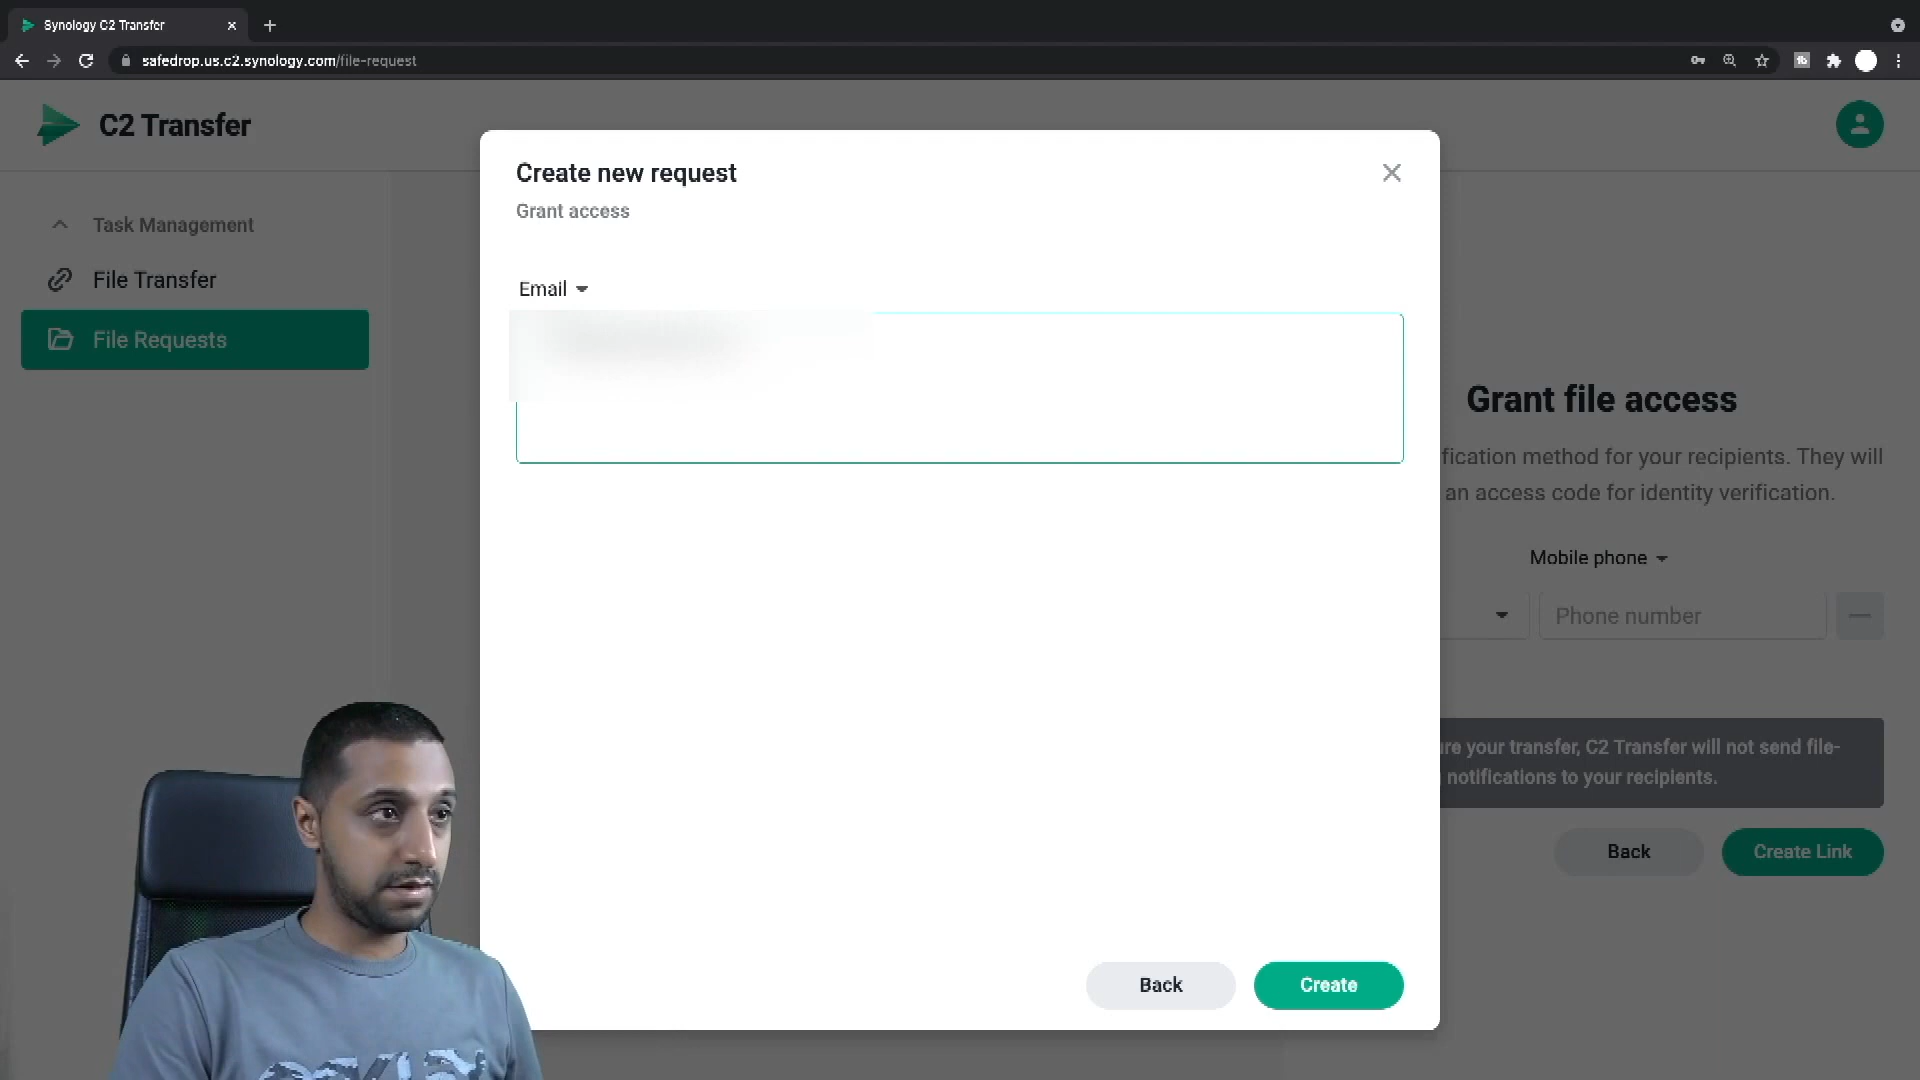 Synology C2 Transfer
safedrop.us.c2.synology.com/file-request
C2 Transfer
Create new request
Grant access
Task Management
File Transfer
File Requests
Email
Grant file access
fication method for your recipients. They will
an access code for identity verification.
Mobile phone
Phone number
re your transfer, C2 Transfer will not send file-
notifications to your recipients.
Back
Create Link
Back
Create